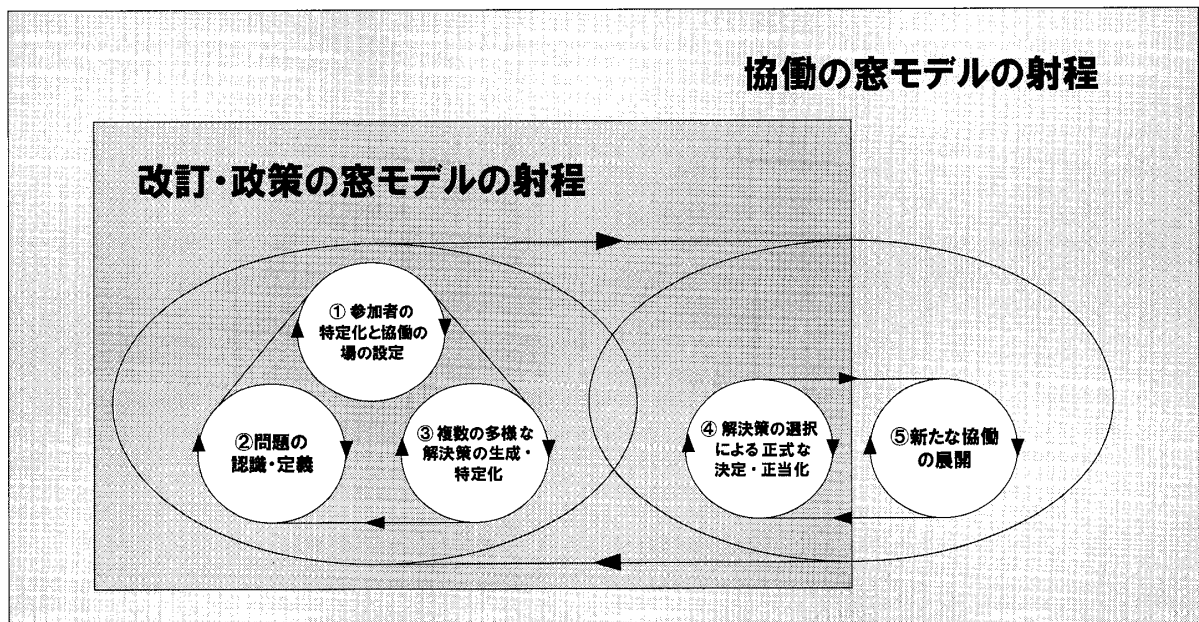 協働の窓モデルの射程
改訂・政策の窓モデルの射程
① 参加者の
特定化と協働の
場の設定
②問題の
認識・定義
③ 複数の多様な
解決策の生成・
特定化
④ 解決策の選択
による正式な
決定・正当化
⑤新たな協働
の展開